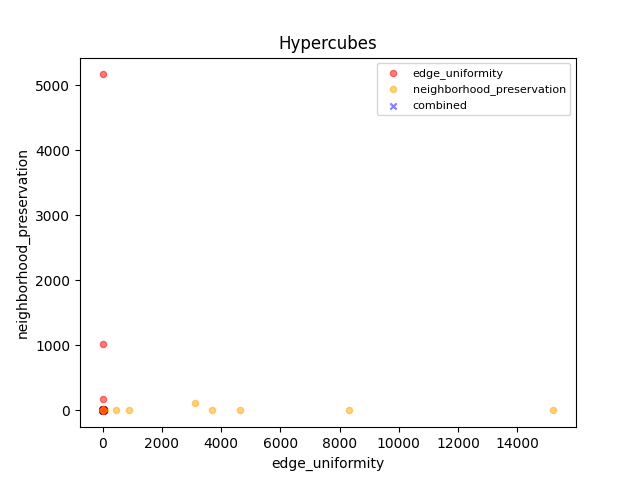 Hypercubes
edge_uniformity
neighborhood_preservation
combined
5000
4000
3000
2000
1000
0
neighborhood_preservation
0
2000
4000
6000
8000
10000
12000
14000
edge_uniformity